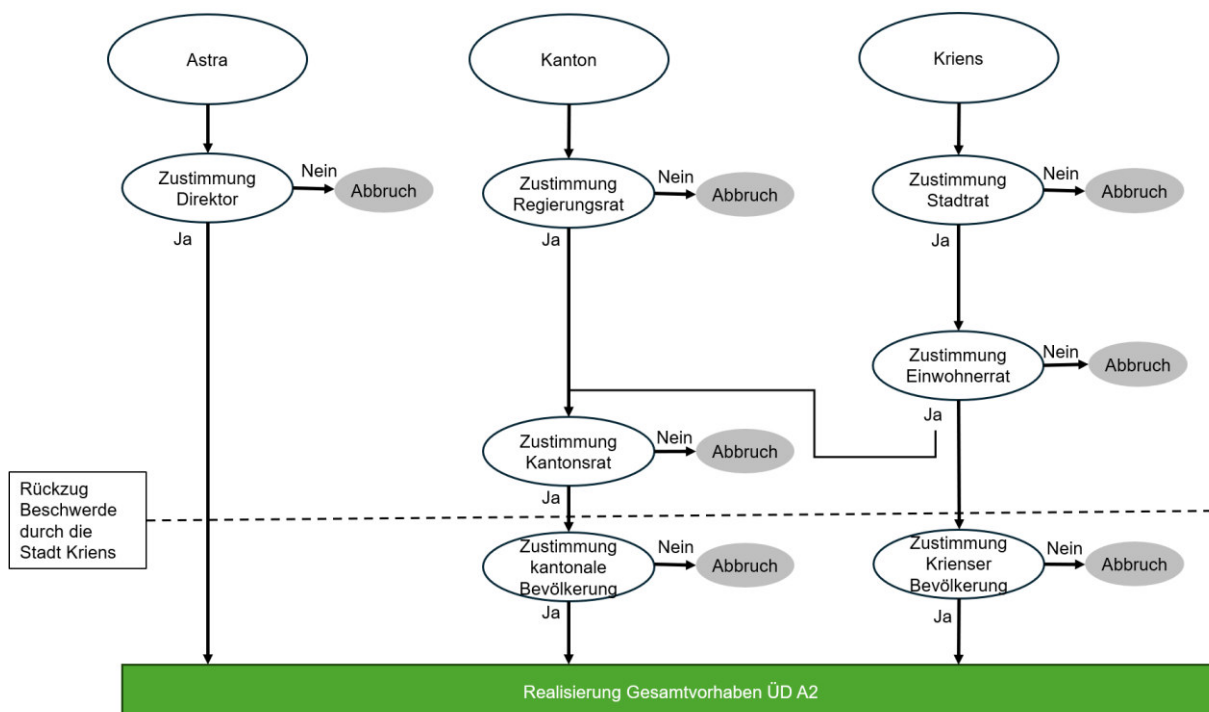 Astra
Kanton
Kriens
Zustimmung
Direktor
Nein
Abbruch
Ja
Zustimmung
Regierungsrat
Nein
Abbruch
Ja
Zustimmung
Stadtrat
Nein
Abbruch
Ja
Zustimmung
Einwohnerrat
Nein
Abbruch
Ja
Zustimmung
Kantonsrat
Nein
Abbruch
Ja
Rückzug
Beschwerde
durch die
Stadt Kriens
Zustimmung
kantonale
Bevölkerung
Nein
Abbruch
Ja
Zustimmung
Krienser
Bevölkerung
Nein
Abbruch
Ja
Realisierung Gesamtvorhaben ÜD A2